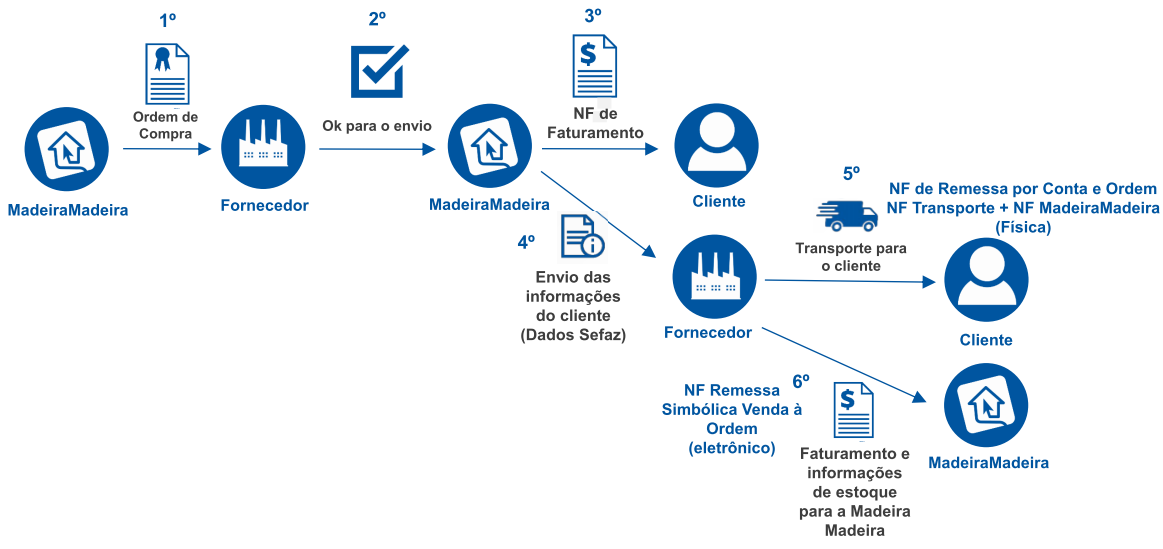 1º
Ordem de
Compra
MadeiraMadeira
Fornecedor
2º
Ok para o envio
MadeiraMadeira
3º
$
NF de
Faturamento
Cliente
4º
Envio das
informações
do cliente
(Dados Sefaz)
Fornecedor
5º
Transporte para
o cliente
NF de Remessa por Conta e Ordem
NF Transporte + NF MadeiraMadeira
(Física)
Cliente
6º
NF Remessa
Simbólica Venda à
Ordem
(eletrônico)
$
Faturamento e
informações
de estoque
para a Madeira
Madeira
MadeiraMadeira